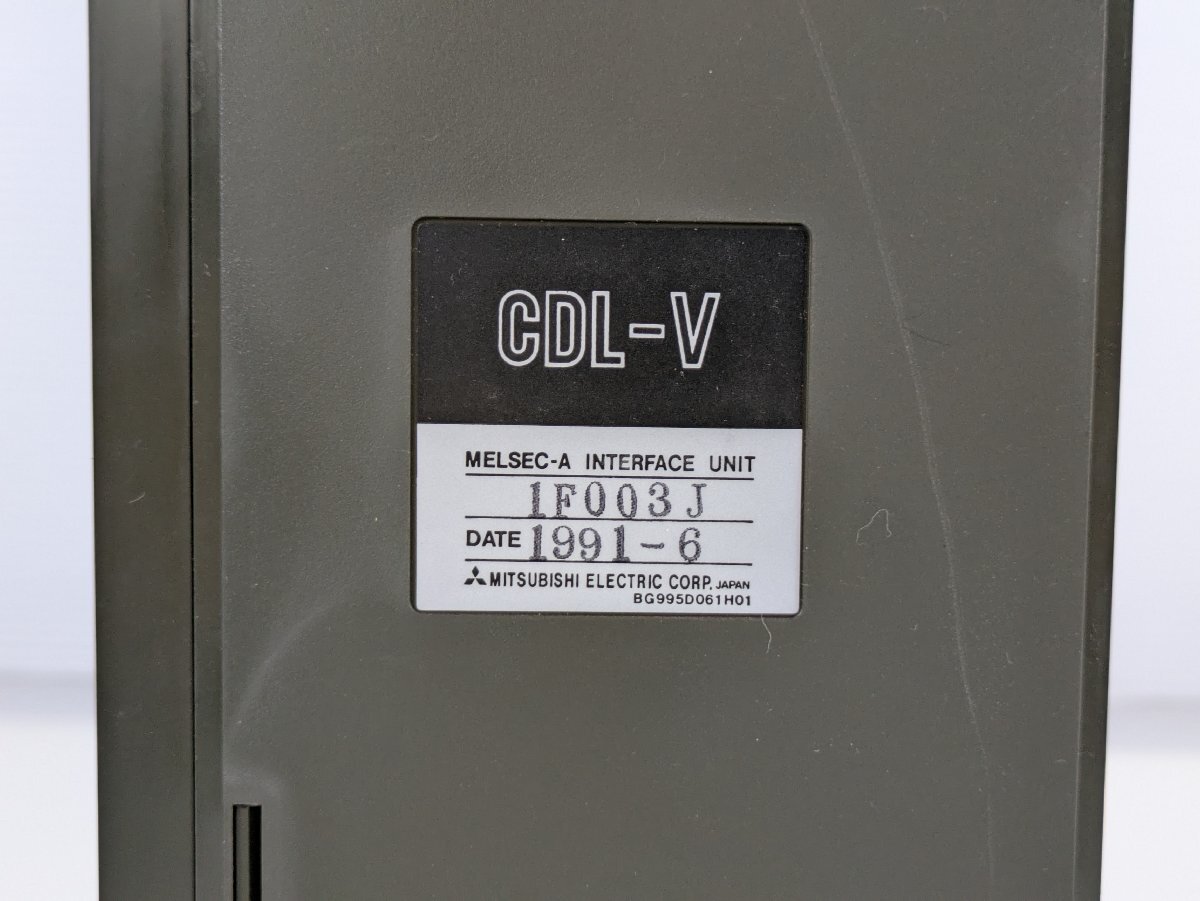 CDL-V
MELSEC-A INTERFACE UNIT
1F003J
DATE 1991-6
MITSUBISHI ELECTRIC CORP. JAPAN
BG995D061H01